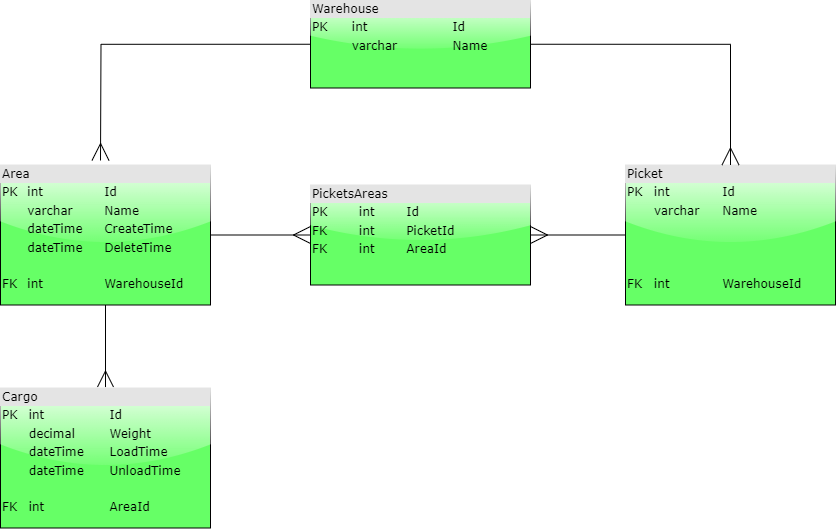 Warehouse
PK int Id
varchar Name
Area
PK int Id
varchar Name
dateTime CreateTime
dateTime DeleteTime
FK int WarehouseId
PicketsAreas
PK int Id
FK int PicketId
FK int AreaId
Picket
PK int Id
varchar Name
FK int WarehouseId
Cargo
PK int Id
decimal Weight
dateTime LoadTime
dateTime UnloadTime
FK int AreaId